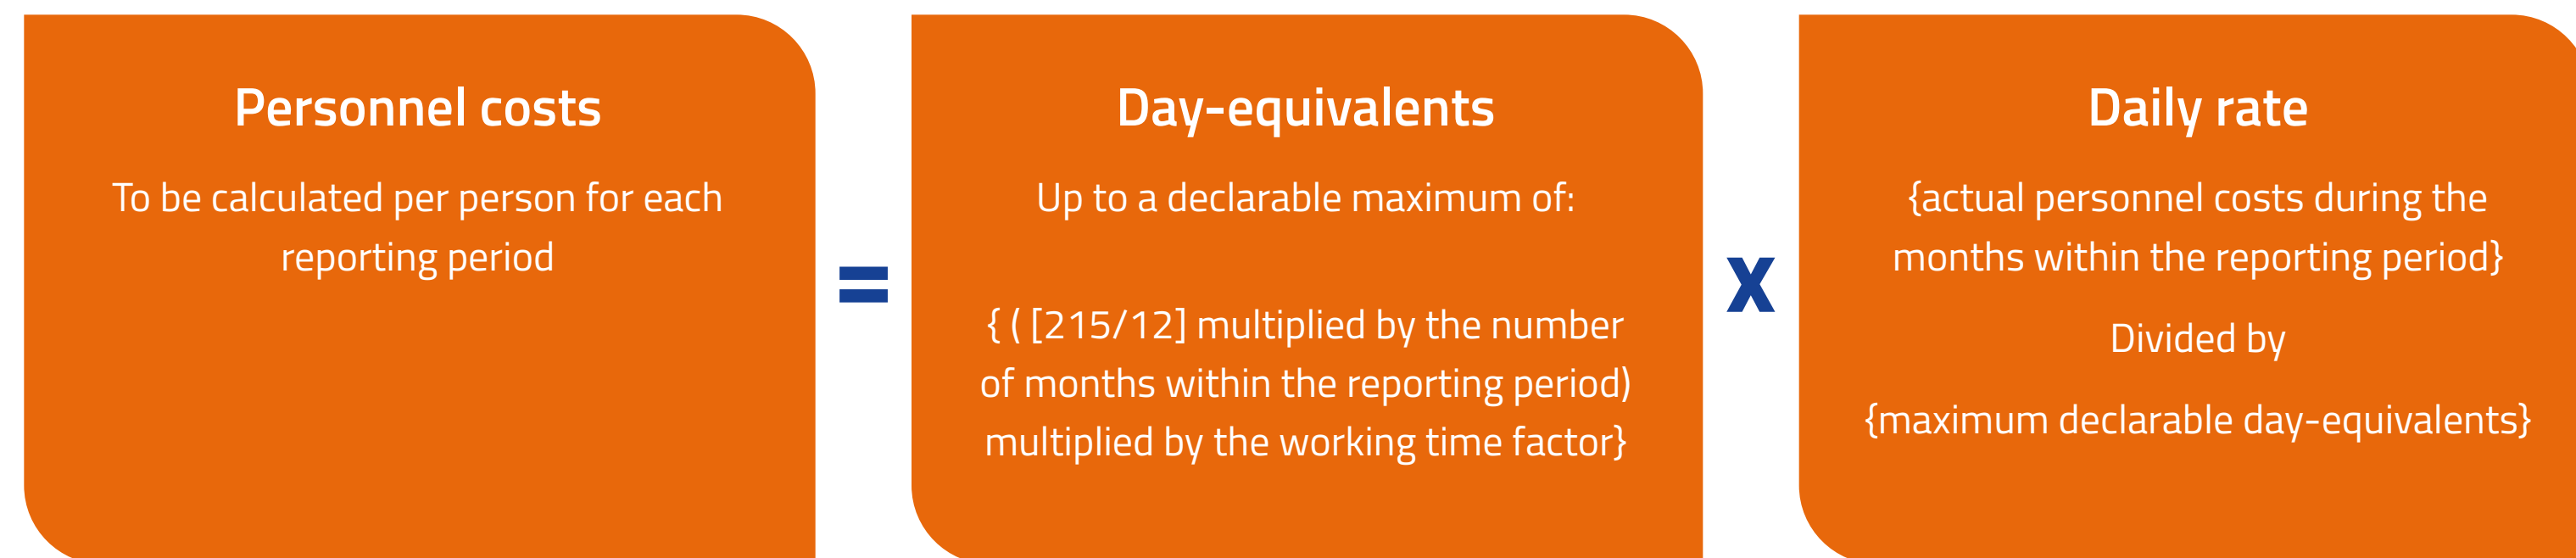 Personnel costs
To be calculated per person for each
reporting period
=
Day-equivalents
Up to a declarable maximum of:
{ ( [215/12] multiplied by the number
of months within the reporting period)
multiplied by the working time factor}
x
Daily rate
{actual personnel costs during the
months within the reporting period}
Divided by
{maximum declarable day-equivalents}